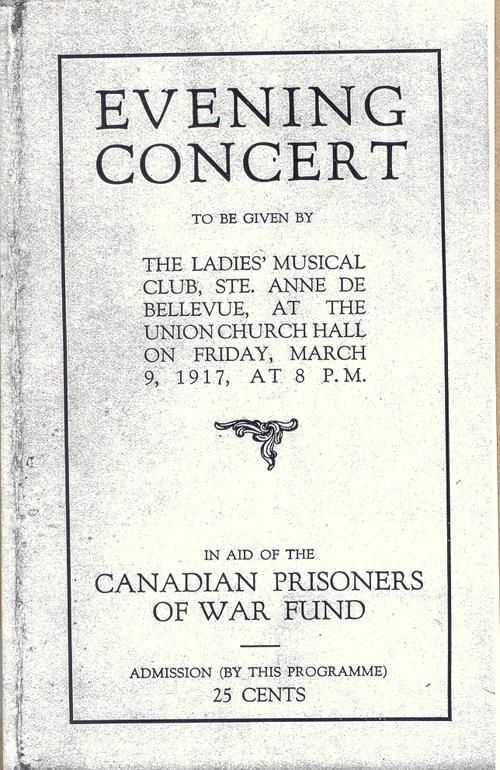 EVENING
CONCERT
TO BE GIVEN BY
THE LADIES' MUSICAL
CLUB, STE. ANNE DE
BELLEVUE, AT THE
UNION CHURCH HALL
ON FRIDAY, MARCH
9, 1917, AT 8 P.M.
IN AID OF THE
CANADIAN PRISONERS
OF WAR FUND
ADMISSION (BY THIS PROGRAMME)
25 CENTS